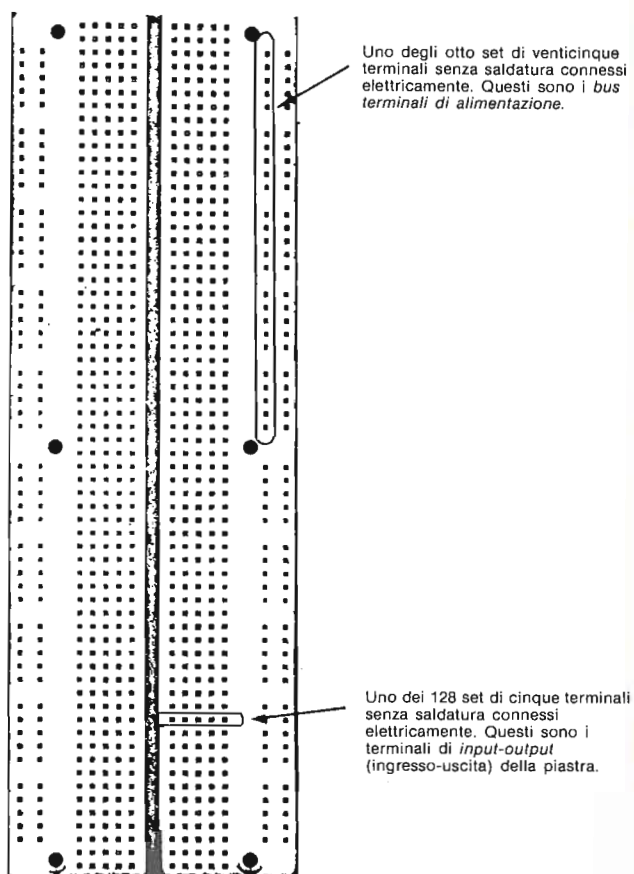 Uno degli otto set di venticinque
terminali senza saldatura connessi
elettricamente. Questi sono i bus
terminali di alimentazione.
Uno dei 128 set di cinque terminali
senza saldatura connessi
elettricamente. Questi sono i
terminali di input-output
(ingresso-uscita) della piastra.